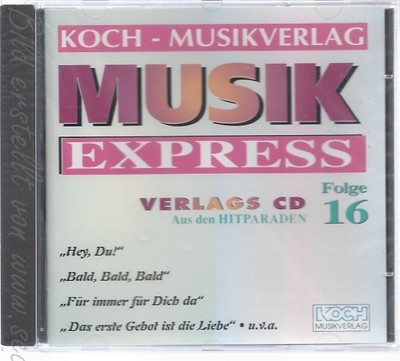 KOCH - MUSIKVERLAG
MUSIK
EXPRESS
VERLAGS CD
Aus den HITPARADEN
Folge
16
„Hey, Du!“
„Bald, Bald, Bald“
„Für immer für Dich da“
„Das erste Gebot ist die Liebe“ • u.v.a.
KOCH
MUSIKVERLAG
Bild erstellt von www.